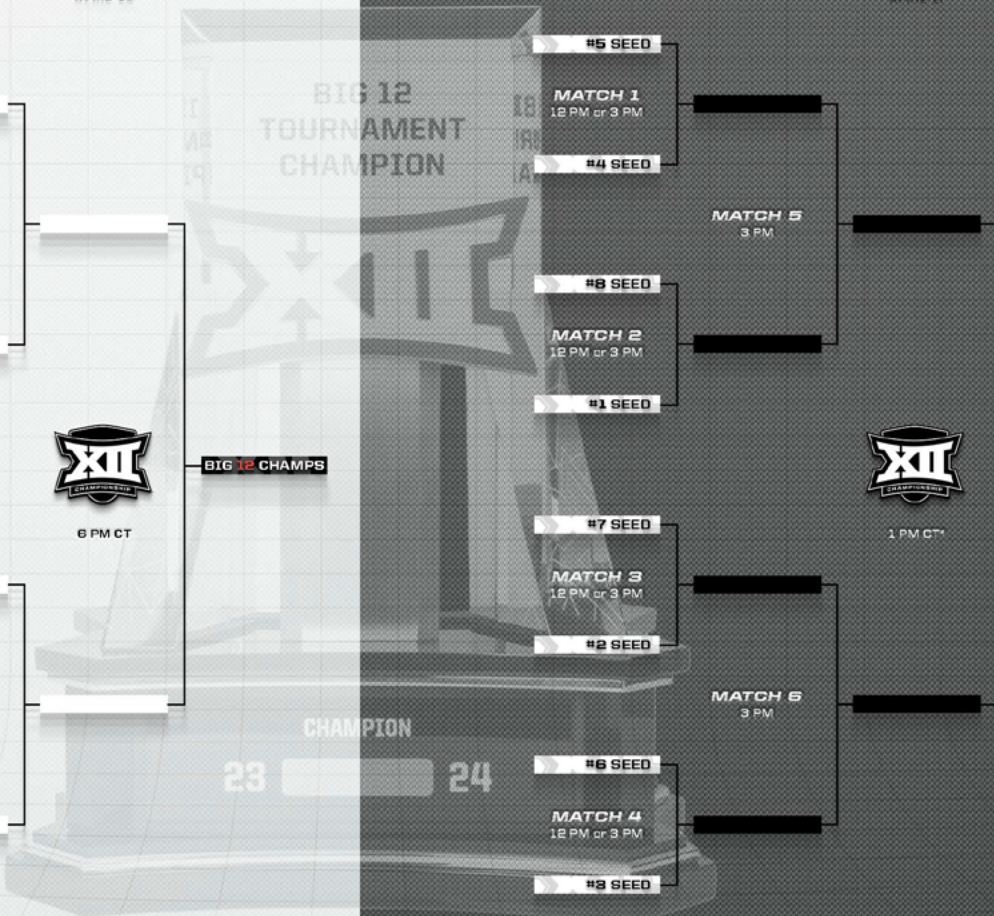 BIG 12
TOURNAMENT
CHAMPION
XII
XII
CHAMPIONSHIP
6 PM CT
BIG 12 CHAMPS
CHAMPION
23
24
#5 SEED
MATCH 1
12 PM or 3 PM
#4 SEED
MATCH 5
3 PM
#8 SEED
MATCH 2
12 PM or 3 PM
#1 SEED
XII
CHAMPIONSHIP
1 PM CT*
#7 SEED
MATCH 3
12 PM or 3 PM
#2 SEED
MATCH 6
3 PM
#6 SEED
MATCH 4
12 PM or 3 PM
#3 SEED